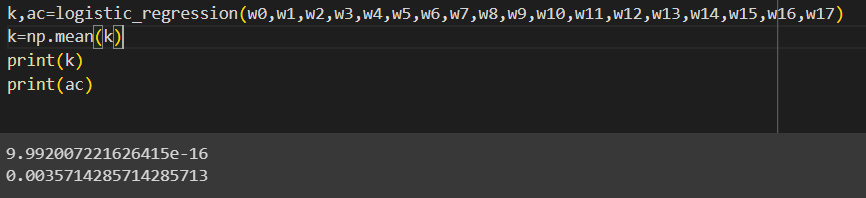 k,ac=logistic_regression(w0,w1,w2,w3,w4,w5,w6,w7,w8,w9,w10,w11,w12,w13,w14,w15,w16,w17)
k=np.mean(k)
print(k)
print(ac)
9.992007221626415e-16
0.0035714285714285713